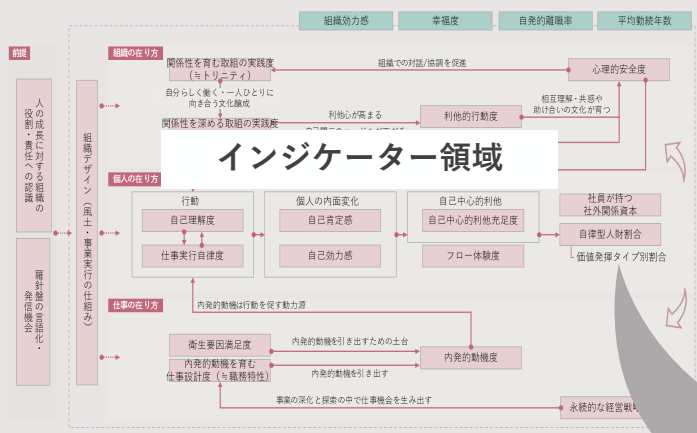 組織効力感
幸福度
自発的離職率
平均勤続年数
前提
組織の在り方
人の成長に対する組織の
役割・責任への認識
羅針盤の言語化・
発信機会
組織デザイン（風土・事業実行の仕組み）
関係性を育む取組の実践度
（≒トリニティ）
組織での対話/協調を促進
心理的安全度
自分らしく働く・一人ひとりに
向き合う文化醸成
関係性を深める取組の実践度
利他心が高まる
利他的行動度
相互理解・共感や
助け合いの文化が育つ
インジケーター領域
個人の在り方
行動
自己理解度
仕事実行自律度
個人の内面変化
自己肯定感
自己効力感
自己中心的利他
自己中心的利他充足度
フロー体験度
社員が持つ
社外関係資本
自律型人財割合
価値発揮タイプ別割合
仕事の在り方
内発的動機は行動を促す動力源
衛生要因満足度
内発的動機を引き出すための土台
内発的動機を育む
仕事設計度（≒職務特性）
内発的動機を引き出す
内発的動機度
事業の深化と探索の中で仕事機会を生み出す
永続的な経営戦略